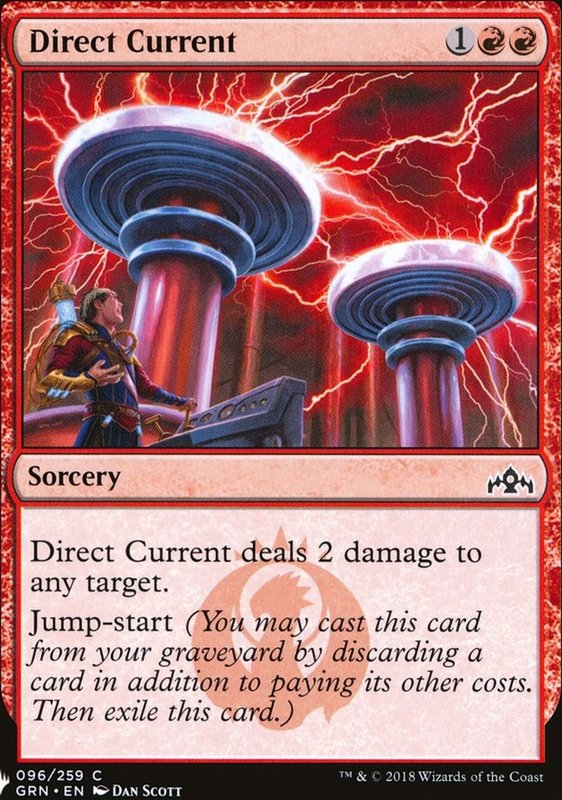 Direct Current 1
Sorcery
Direct Current deals 2 damage to
any target.
Jump-start (You may cast this card
from your graveyard by discarding a
card in addition to paying its other costs.
Then exile this card.)
096/259 C
GRN • EN Dan Scott
™ & © 2018 Wizards of the Coast